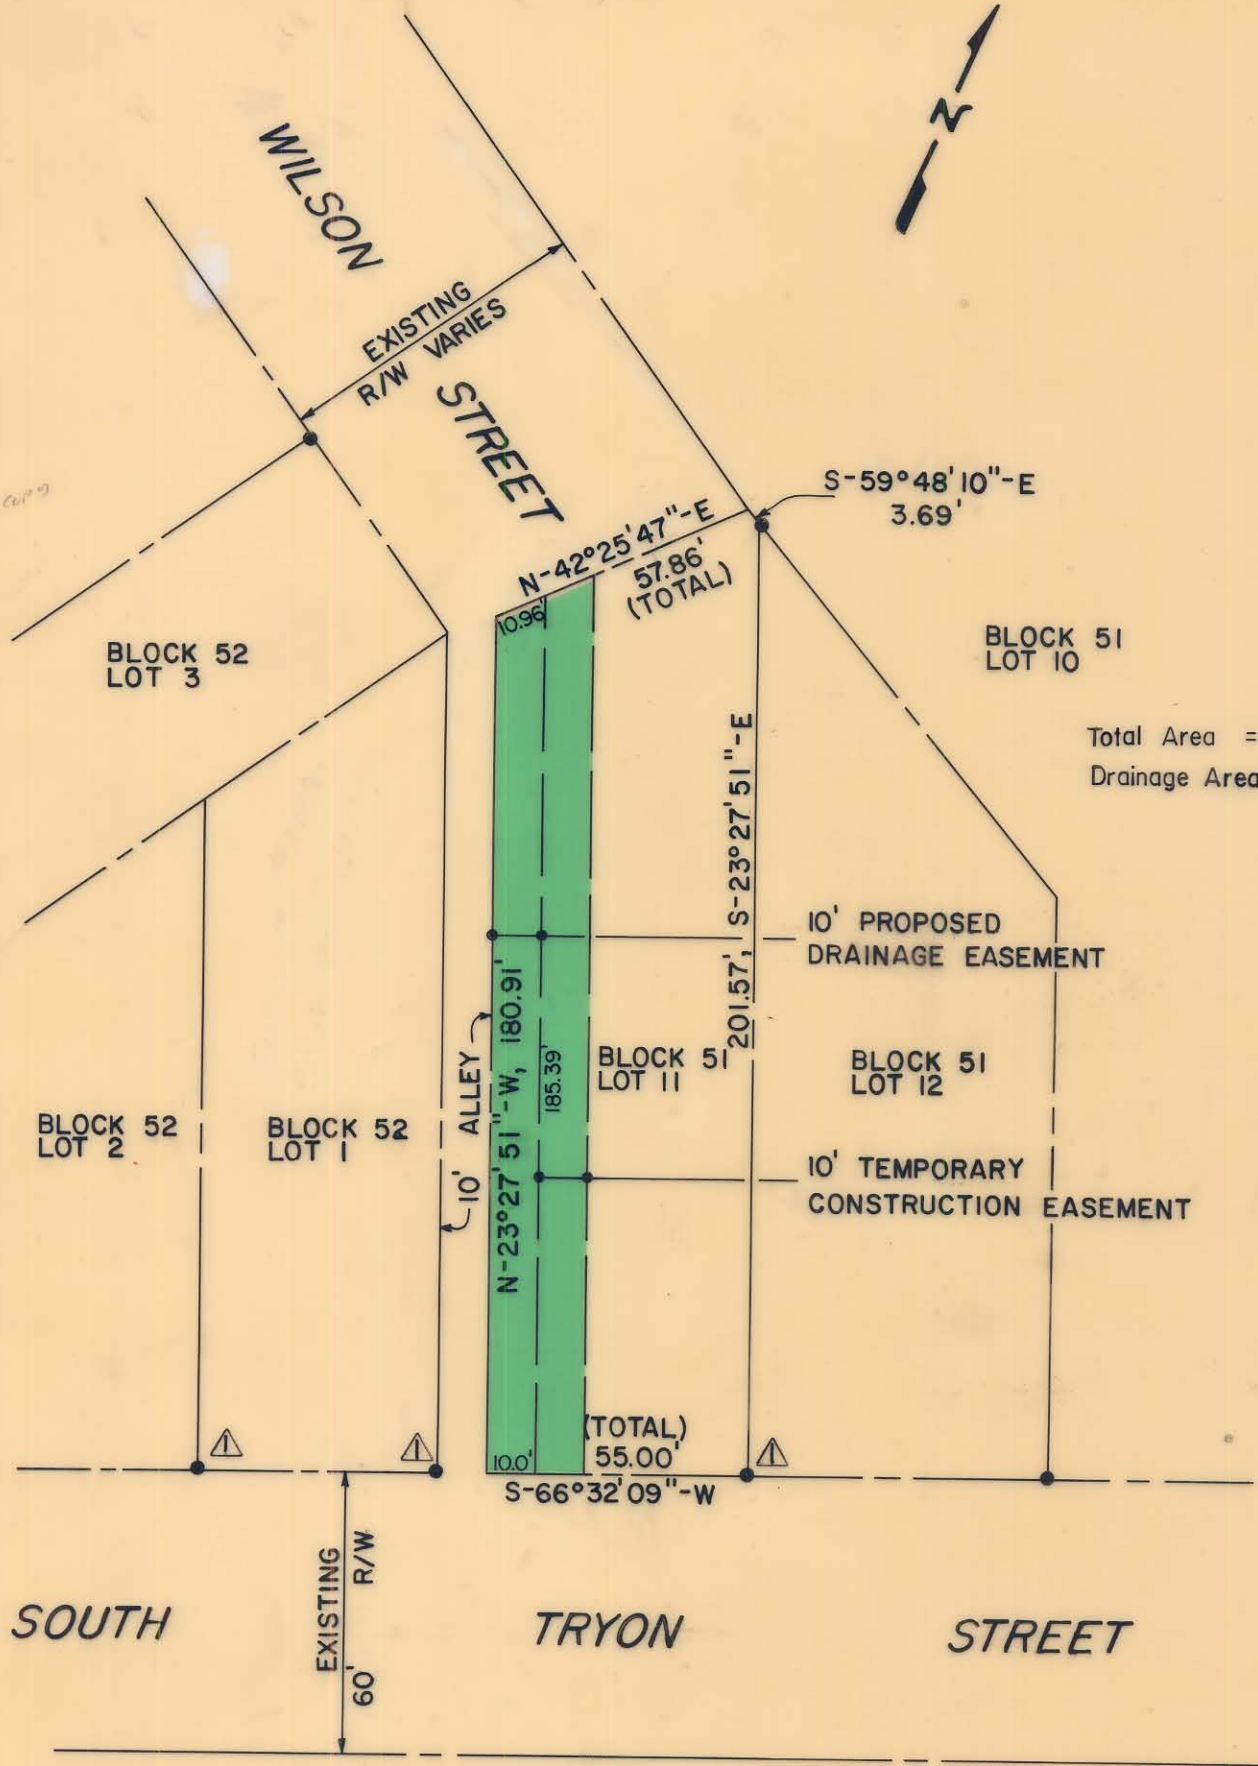 N
WILSON
STREET
EXISTING
R/W VARIES
S-59°48'10"-E
3.69'
N-42°25'47"-E
57.86'
(TOTAL)
10.96'
BLOCK 52
LOT 3
BLOCK 51
LOT 10
Total Area =
Drainage Area
201.57', S-23°27'51"-E
10' PROPOSED
DRAINAGE EASEMENT
N-23°27'51"-W, 180.91'
185.39'
10' ALLEY
BLOCK 51
LOT 11
BLOCK 51
LOT 12
BLOCK 52
LOT 2
BLOCK 52
LOT 1
10' TEMPORARY
CONSTRUCTION EASEMENT
1
1
1
(TOTAL)
55.00'
10.0'
S-66°32'09"-W
EXISTING
60' R/W
SOUTH TRYON STREET